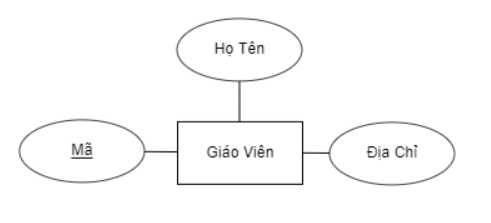 Họ Tên
Mã
Giáo Viên
Địa Chỉ